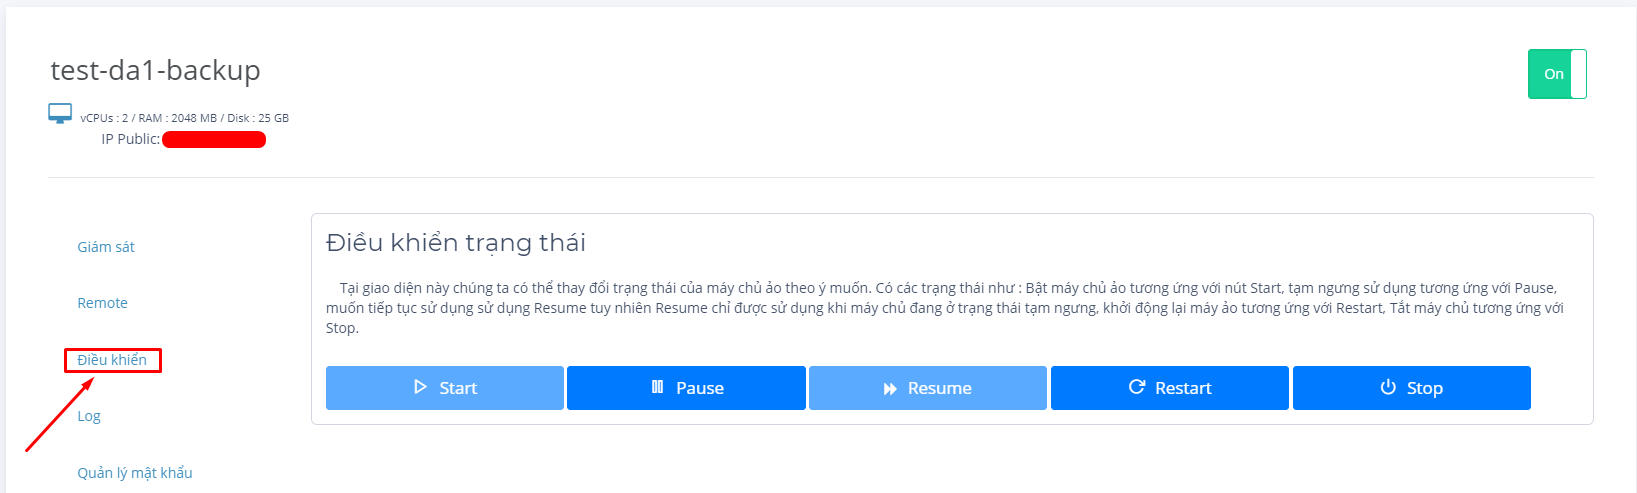 test-da1-backup
On
vCPUs : 2 / RAM : 2048 MB / Disk : 25 GB
IP Public:
Giám sát
Remote
Điều khiển
Log
Quản lý mật khẩu
Điều khiển trạng thái
Tại giao diện này chúng ta có thể thay đổi trạng thái của máy chủ ảo theo ý muốn. Có các trạng thái như : Bật máy chủ ảo tương ứng với nút Start, tạm ngưng sử dụng tương ứng với Pause,
muốn tiếp tục sử dụng sử dụng Resume tuy nhiên Resume chỉ được sử dụng khi máy chủ đang ở trạng thái tạm ngưng, khởi động lại máy ảo tương ứng với Restart, Tắt máy chủ tương ứng với
Stop.
Start
Pause
Resume
Restart
Stop